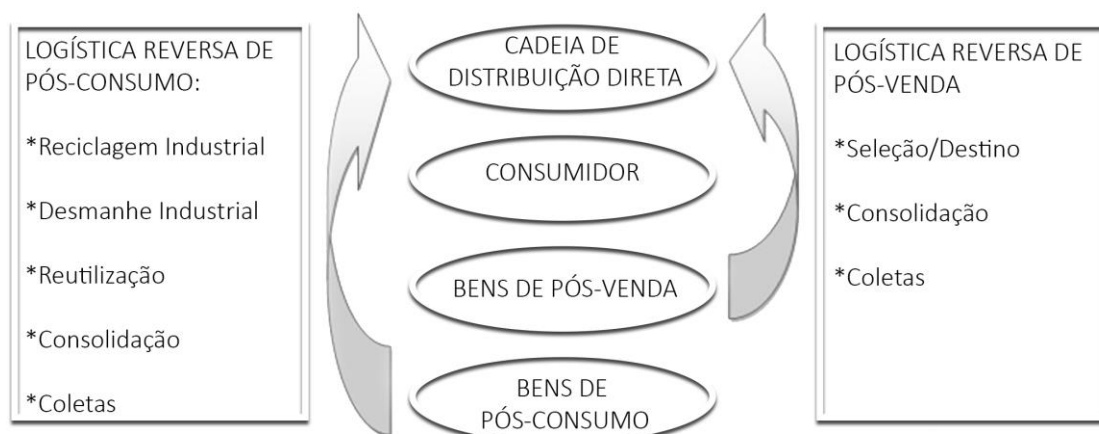 LOGÍSTICA REVERSA DE
PÓS-CONSUMO:
*Reciclagem Industrial
*Desmanhe Industrial
*Reutilização
*Consolidação
*Coletas
CADEIA DE
DISTRIBUIÇÃO DIRETA
CONSUMIDOR
BENS DE PÓS-VENDA
BENS DE
PÓS-CONSUMO
LOGÍSTICA REVERSA DE
PÓS-VENDA
*Seleção/Destino
*Consolidação
*Coletas